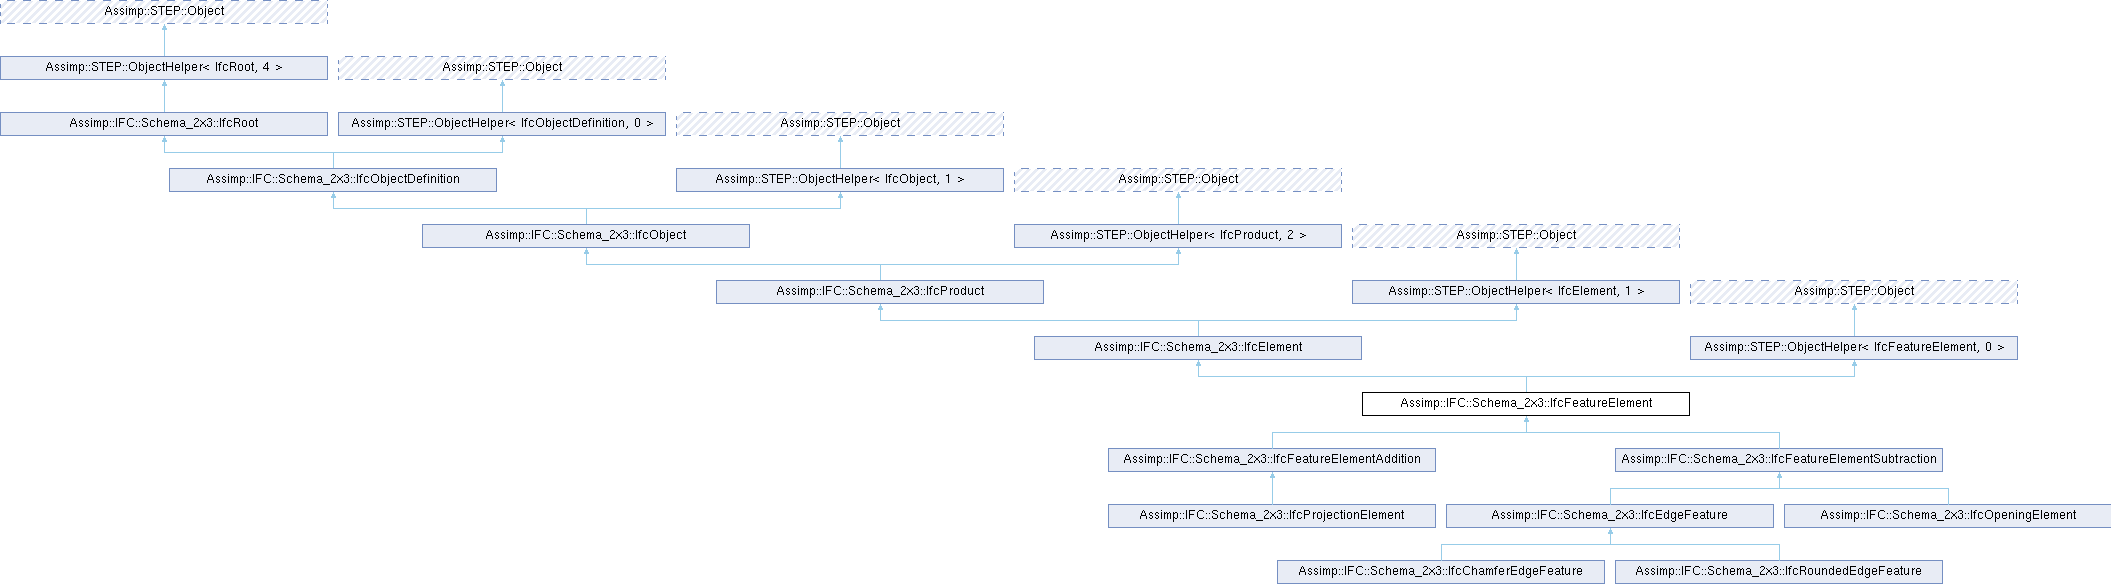 Assimp::STEP::Object
Assimp::STEP::ObjectHelper< IfcRoot, 4 >
Assimp::STEP::Object
Assimp::IFC::Schema_2x3::IfcRoot
Assimp::STEP::ObjectHelper< IfcObjectDefinition, 0 >
Assimp::STEP::Object
Assimp::IFC::Schema_2x3::IfcObjectDefinition
Assimp::STEP::ObjectHelper< IfcObject, 1 >
Assimp::STEP::Object
Assimp::IFC::Schema_2x3::IfcObject
Assimp::STEP::ObjectHelper< IfcProduct, 2 >
Assimp::STEP::Object
Assimp::IFC::Schema_2x3::IfcProduct
Assimp::STEP::ObjectHelper< IfcElement, 1 >
Assimp::STEP::Object
Assimp::IFC::Schema_2x3::IfcElement
Assimp::STEP::ObjectHelper< IfcFeatureElement, 0 >
Assimp::IFC::Schema_2x3::IfcFeatureElement
Assimp::IFC::Schema_2x3::IfcFeatureElementAddition
Assimp::IFC::Schema_2x3::IfcFeatureElementSubtraction
Assimp::IFC::Schema_2x3::IfcProjectionElement
Assimp::IFC::Schema_2x3::IfcEdgeFeature
Assimp::IFC::Schema_2x3::IfcOpeningElement
Assimp::IFC::Schema_2x3::IfcChamferEdgeFeature
Assimp::IFC::Schema_2x3::IfcRoundedEdgeFeature